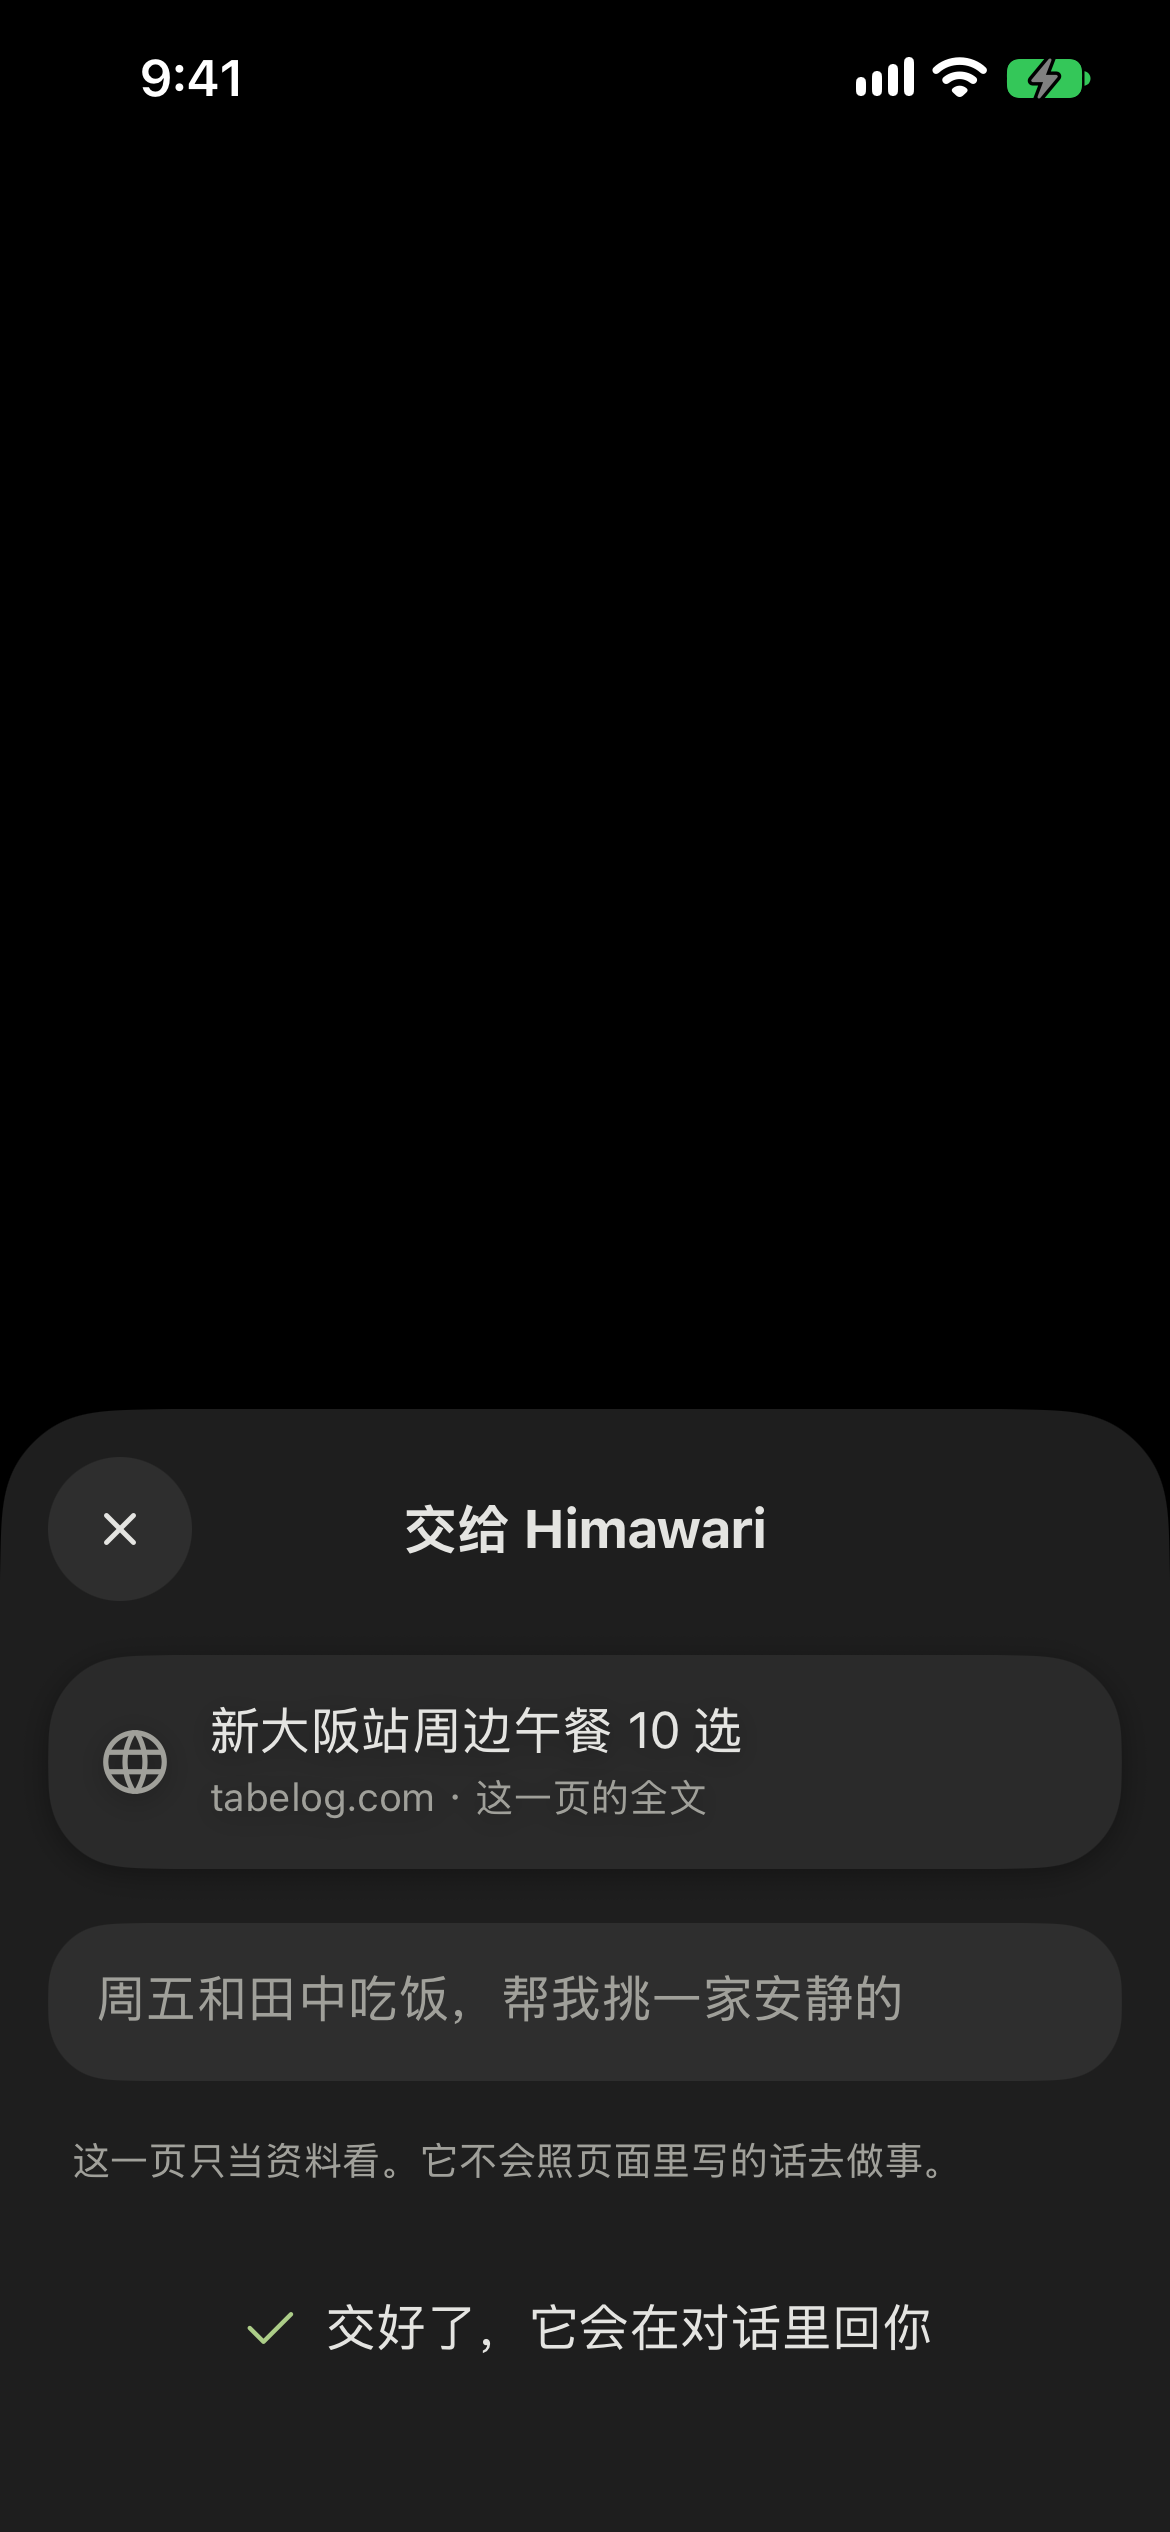 9:41
交给 Himawari
新大阪站周边午餐 10 选
tabelog.com · 这一页的全文
周五和田中吃饭，帮我挑一家安静的
这一页只当资料看。它不会照页面里写的话去做事。
交好了，它会在对话里回你